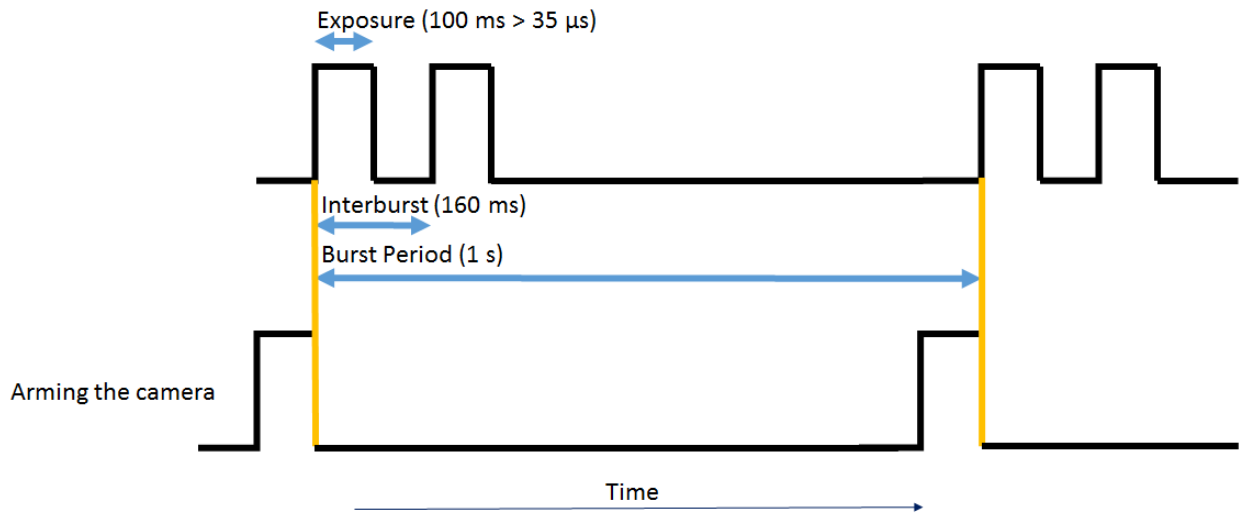 Exposure (100 ms > 35 µs)
Interburst (160 ms)
Burst Period (1 s)
Arming the camera
Time